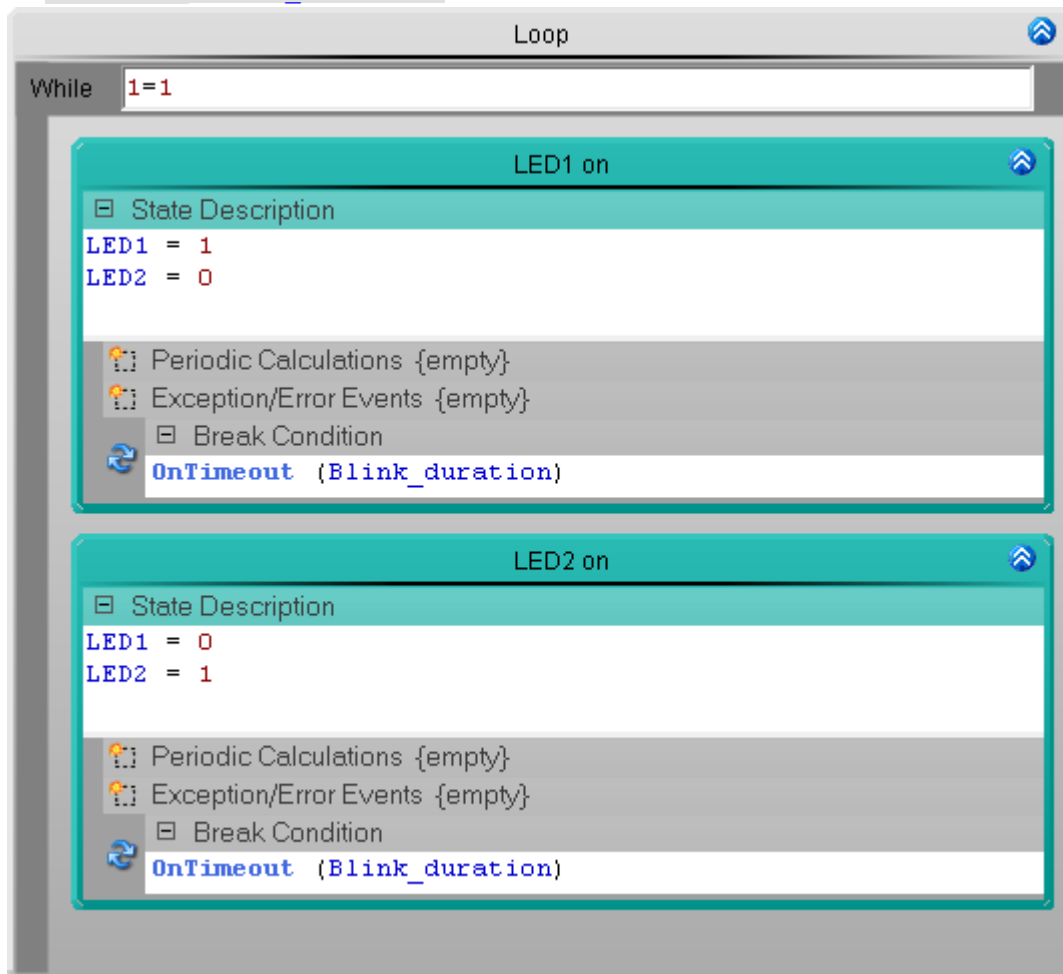 Loop
While 1=1
LED1 on
State Description
LED1 = 1
LED2 = 0
Periodic Calculations {empty}
Exception/Error Events {empty}
Break Condition
OnTimeout (Blink_duration)
LED2 on
State Description
LED1 = 0
LED2 = 1
Periodic Calculations {empty}
Exception/Error Events {empty}
Break Condition
OnTimeout (Blink_duration)